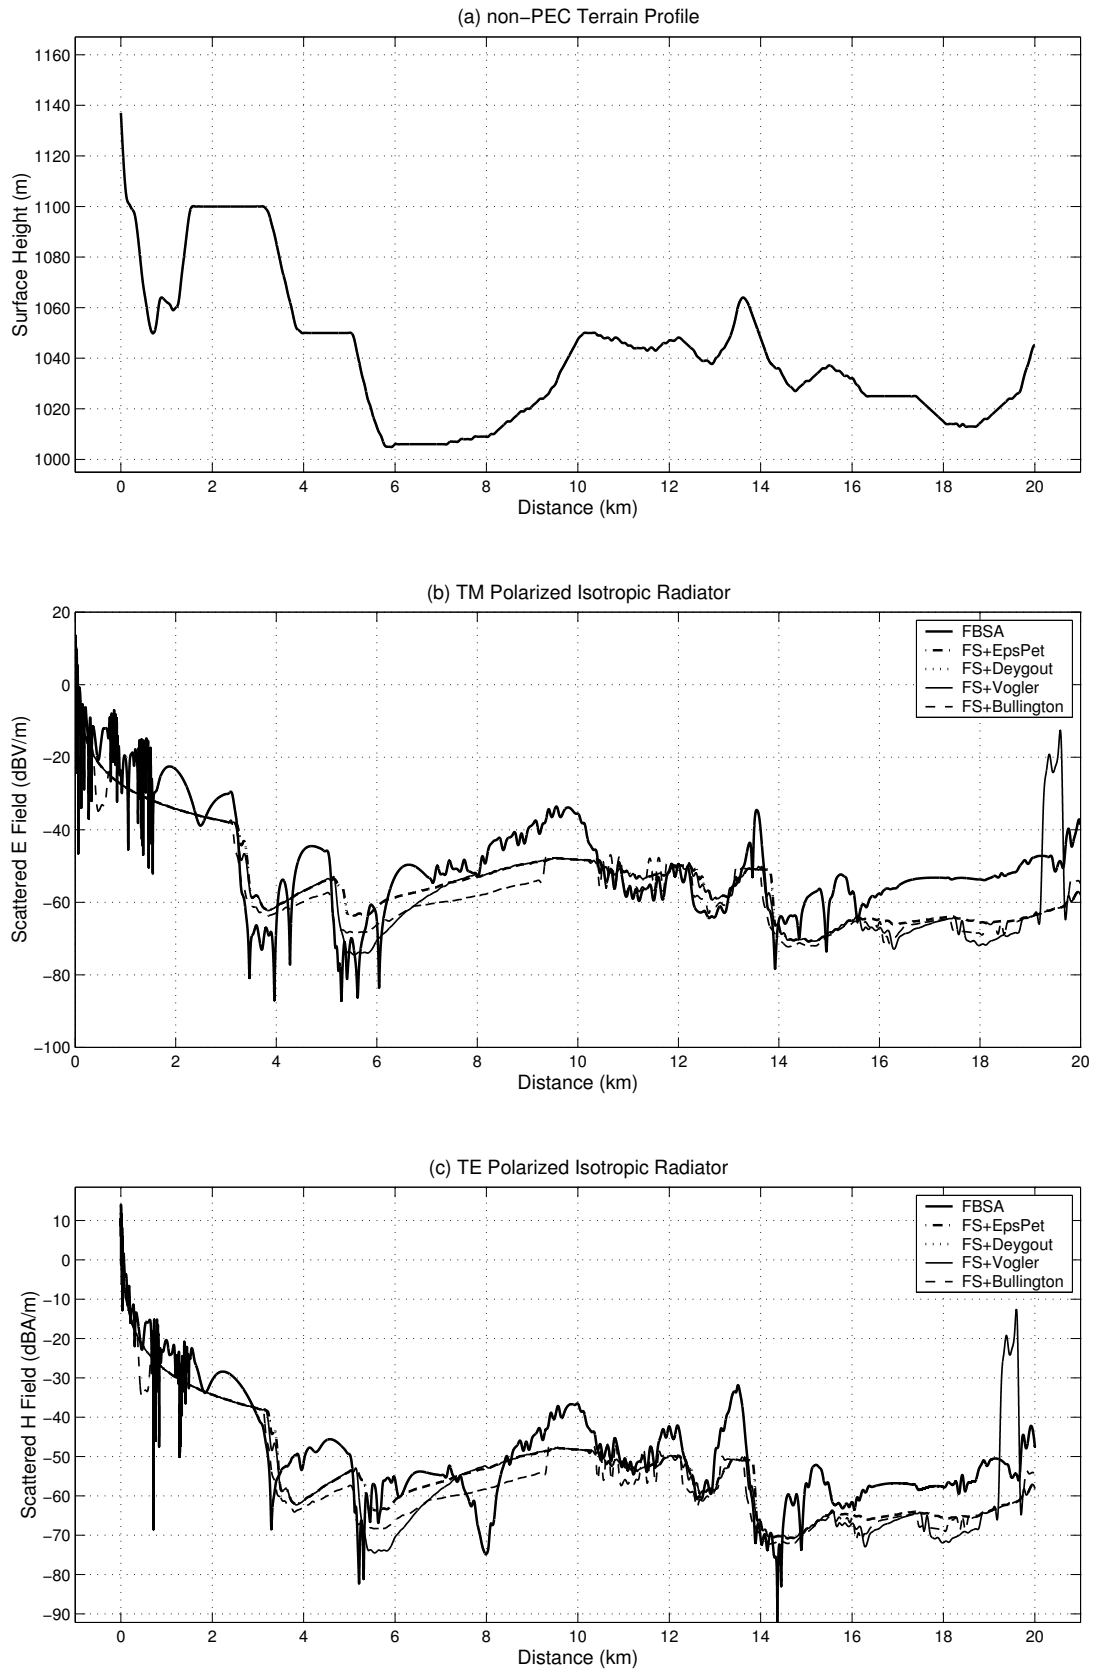 (a) non−PEC Terrain Profile
1160
1140
1120
1100
1080
1060
1040
1020
1000
Surface Height (m)
0 2 4 6 8 10 12 14 16 18 20
Distance (km)
(b) TM Polarized Isotropic Radiator
20
0
−20
−40
−60
−80
−100
Scattered E Field (dBV/m)
FBSA
FS+EpsPet
FS+Deygout
FS+Vogler
FS+Bullington
0 2 4 6 8 10 12 14 16 18 20
Distance (km)
(c) TE Polarized Isotropic Radiator
10
0
−10
−20
−30
−40
−50
−60
−70
−80
−90
Scattered H Field (dBA/m)
FBSA
FS+EpsPet
FS+Deygout
FS+Vogler
FS+Bullington
0 2 4 6 8 10 12 14 16 18 20
Distance (km)